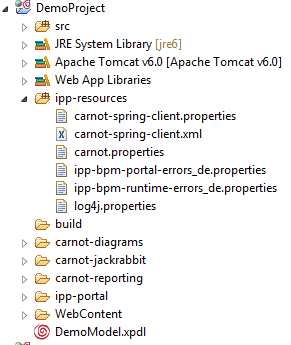 DemoProject
src
JRE System Library [jre6]
Apache Tomcat v6.0 [Apache Tomcat v6.0]
Web App Libraries
ipp-resources
carnot-spring-client.properties
carnot-spring-client.xml
carnot.properties
ipp-bpm-portal-errors_de.properties
ipp-bpm-runtime-errors_de.properties
log4j.properties
build
carnot-diagrams
carnot-jackrabbit
carnot-reporting
ipp-portal
WebContent
DemoModel.xpdl